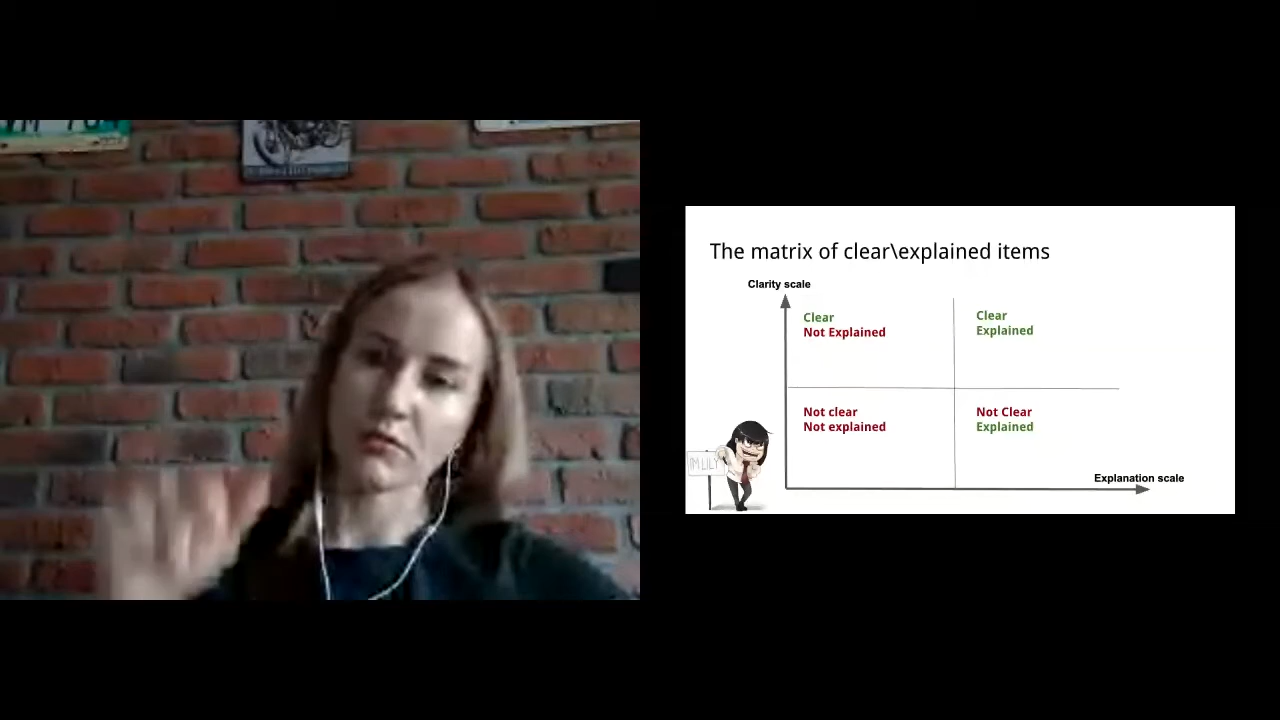 The matrix of clear\explained items
Clarity scale
Clear
Not Explained
Clear
Explained
Not clear
Not explained
Not Clear
Explained
I'M LILY
Explanation scale